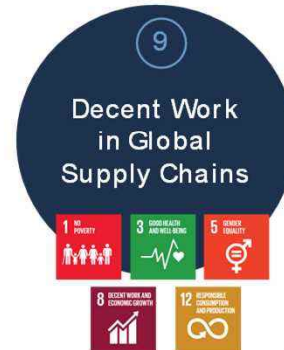 9
Decent Work
in Global
Supply Chains
1 NO
POVERTY
3 GOOD HEALTH
AND WELL-BEING
5 GENDER
EQUALITY
8 DECENT WORK AND
ECONOMIC GROWTH
12 RESPONSIBLE
CONSUMPTION
AND PRODUCTION